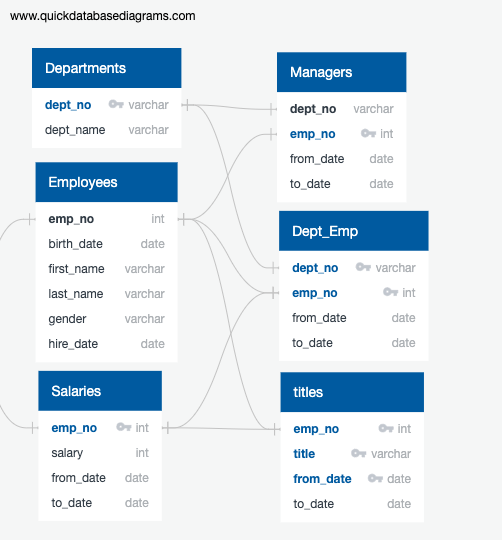 www.quickdatabasediagrams.com
Departments
dept_no varchar
dept_name varchar
Managers
dept_no varchar
emp_no int
from_date date
to_date date
Employees
emp_no int
birth_date date
first_name varchar
last_name varchar
gender varchar
hire_date date
Dept_Emp
dept_no varchar
emp_no int
from_date date
to_date date
Salaries
emp_no int
salary int
from_date date
to_date date
titles
emp_no int
title varchar
from_date date
to_date date